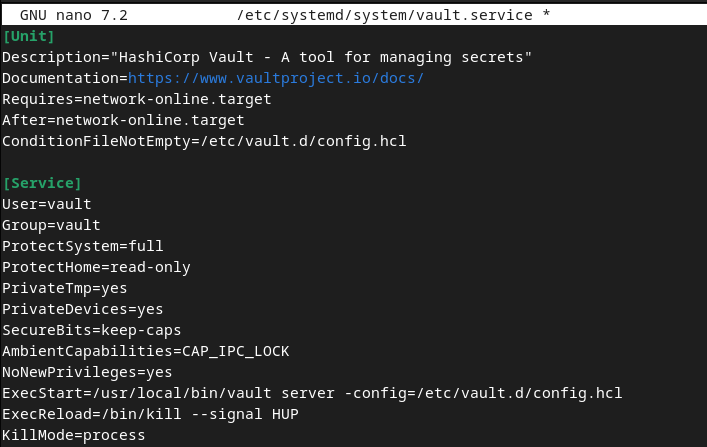 GNU nano 7.2 /etc/systemd/system/vault.service *
[Unit]
Description="HashiCorp Vault - A tool for managing secrets"
Documentation=https://www.vaultproject.io/docs/
Requires=network-online.target
After=network-online.target
ConditionFileNotEmpty=/etc/vault.d/config.hcl

[Service]
User=vault
Group=vault
ProtectSystem=full
ProtectHome=read-only
PrivateTmp=yes
PrivateDevices=yes
SecureBits=keep-caps
AmbientCapabilities=CAP_IPC_LOCK
NoNewPrivileges=yes
ExecStart=/usr/local/bin/vault server -config=/etc/vault.d/config.hcl
ExecReload=/bin/kill --signal HUP
KillMode=process